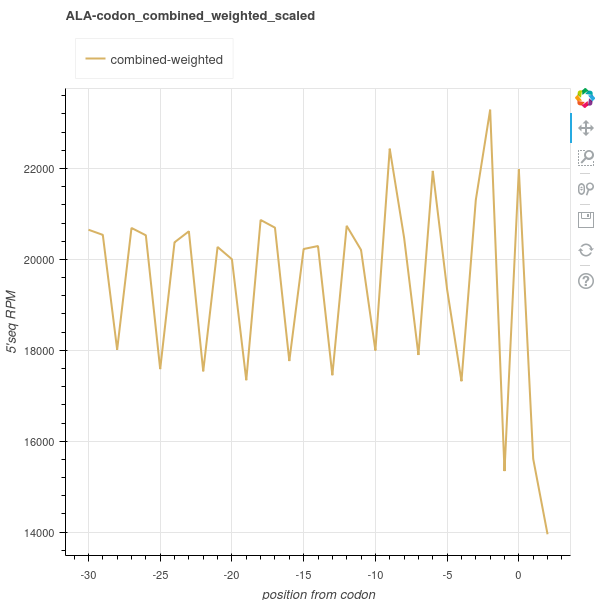 ALA-codon_combined_weighted_scaled
combined-weighted
22000
20000
18000
16000
14000
5'seq RPM
-30 -25 -20 -15 -10 -5 0
position from codon
?